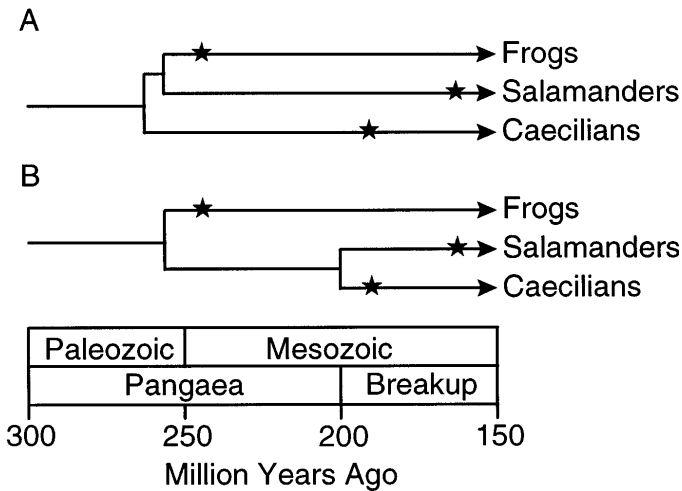 A
Frogs
Salamanders
Caecilians
B
Frogs
Salamanders
Caecilians
Paleozoic Mesozoic
Pangaea Breakup
300 250 200 150
Million Years Ago